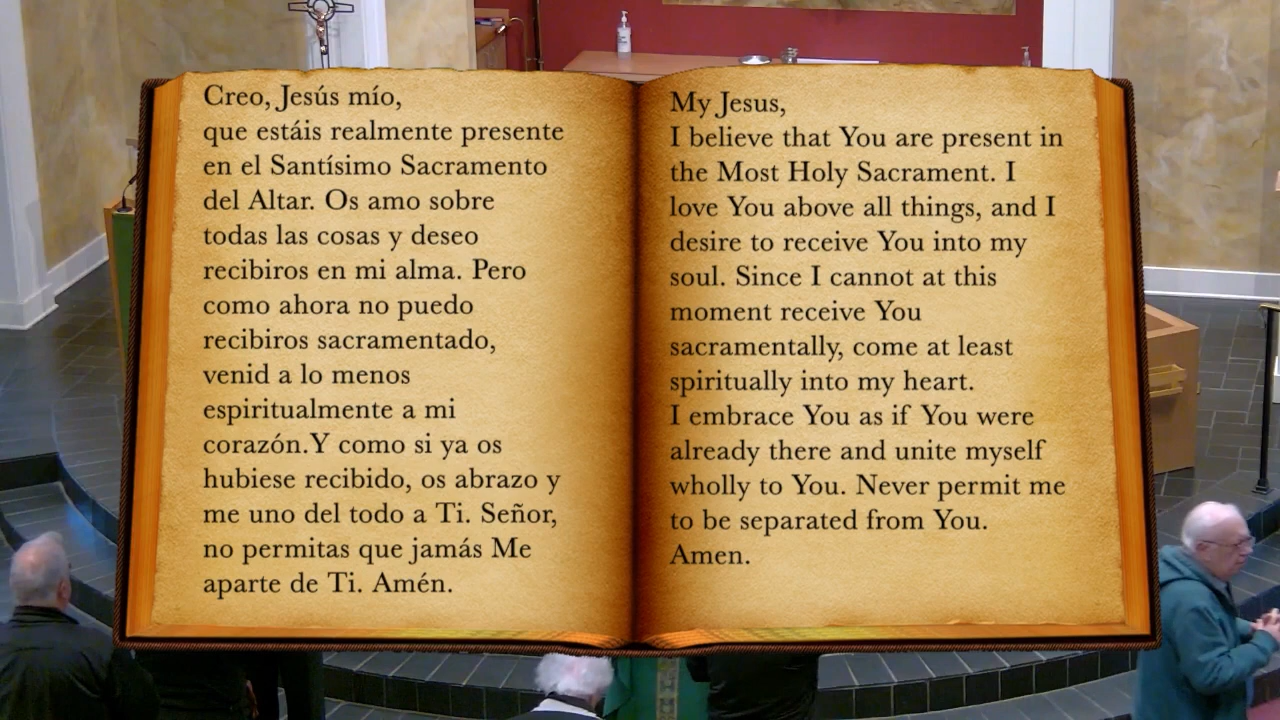 Creo, Jesús mío,
que estáis realmente presente
en el Santísimo Sacramento
del Altar. Os amo sobre
todas las cosas y deseo
recibiros en mi alma. Pero
como ahora no puedo
recibiros sacramentado,
venid a lo menos
espiritualmente a mi
corazón.Y como si ya os
hubiese recibido, os abrazo y
me uno del todo a Ti. Señor,
no permitas que jamás Me
aparte de Ti. Amén.
My Jesus,
I believe that You are present in
the Most Holy Sacrament. I
love You above all things, and I
desire to receive You into my
soul. Since I cannot at this
moment receive You
sacramentally, come at least
spiritually into my heart.
I embrace You as if You were
already there and unite myself
wholly to You. Never permit me
to be separated from You.
Amen.